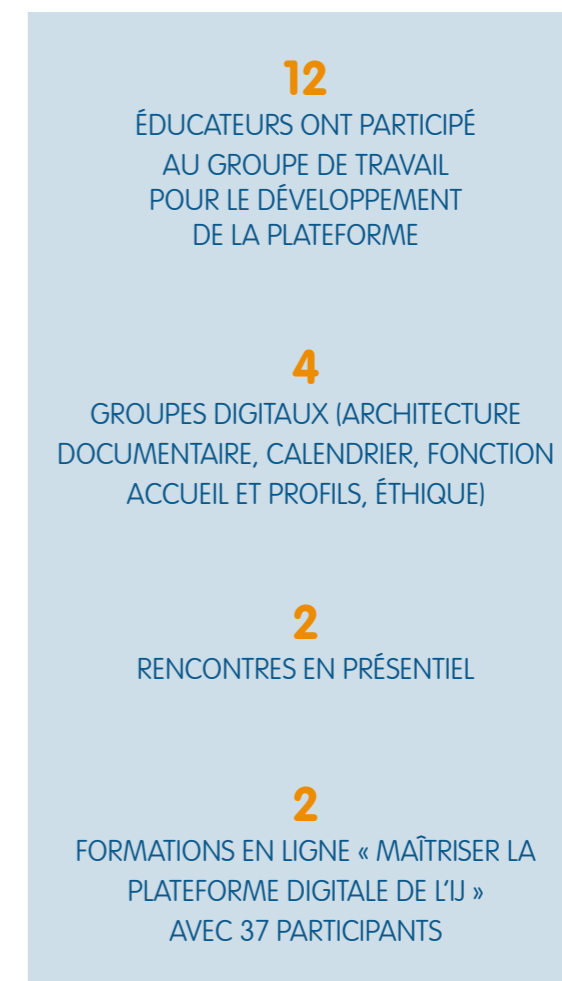 12
ÉDUCATEURS ONT PARTICIPÉ
AU GROUPE DE TRAVAIL
POUR LE DÉVELOPPEMENT
DE LA PLATEFORME
4
GROUPES DIGITAUX (ARCHITECTURE
DOCUMENTAIRE, CALENDRIER, FONCTION
ACCUEIL ET PROFILS, ÉTHIQUE)
2
RENCONTRES EN PRÉSENTIEL
2
FORMATIONS EN LIGNE « MAÎTRISER LA
PLATEFORME DIGITALE DE L'IJ »
AVEC 37 PARTICIPANTS